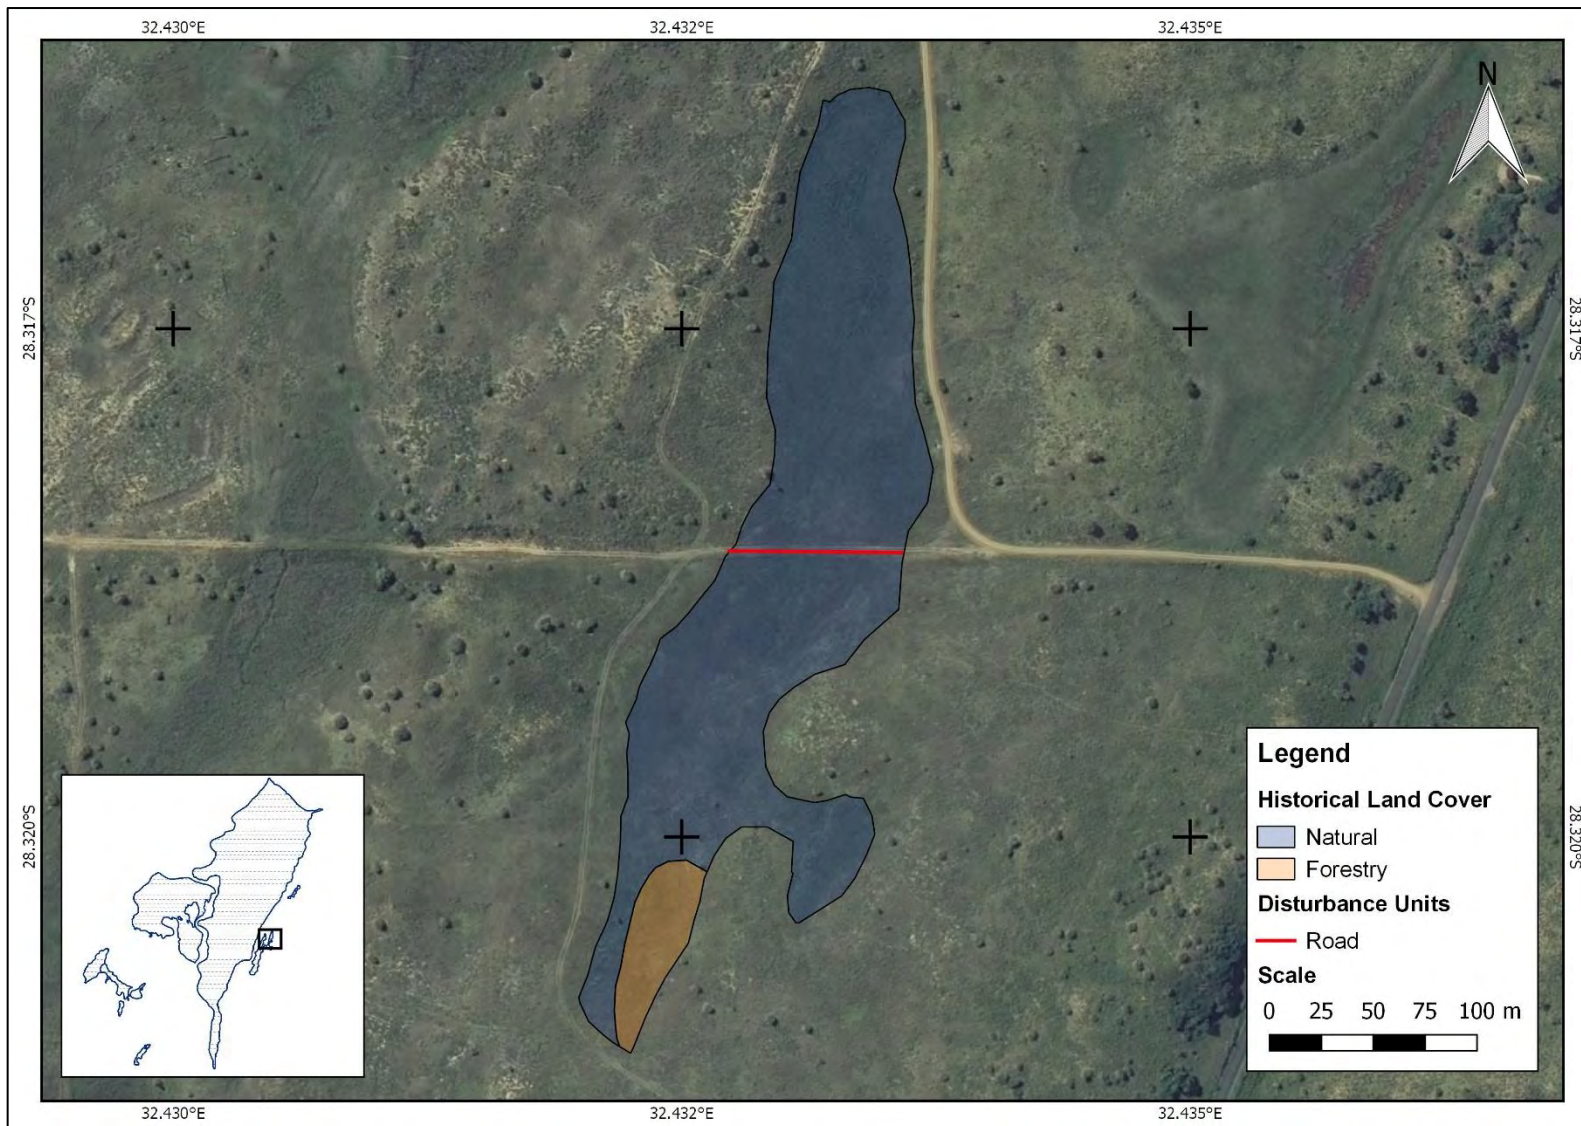 32.430°E 32.432°E 32.435°E
N
28.317°S 28.317°S
28.320°S 28.320°S
Legend
Historical Land Cover
Natural
Forestry
Disturbance Units
Road
Scale
0 25 50 75 100 m
32.430°E 32.432°E 32.435°E